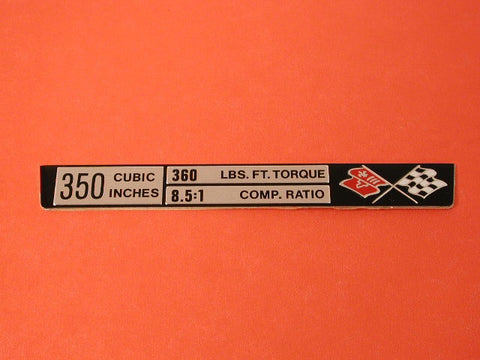 350 CUBIC INCHES
360 LBS. FT. TORQUE
8.5:1 COMP. RATIO